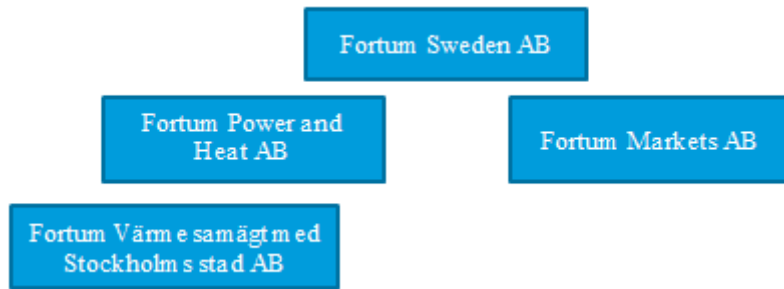 Fortum Sweden AB
Fortum Power and
Heat AB
Fortum Markets AB
Fortum Värme samägt med
Stockholms stad AB